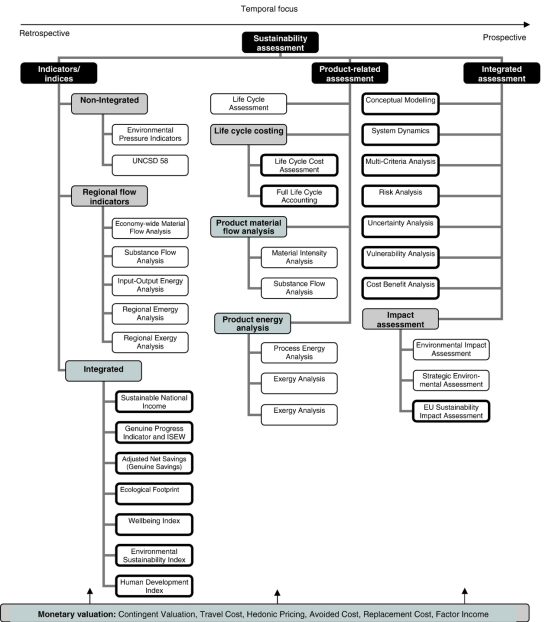 Temporal focus
Retrospective
Prospective
Sustainability
assessment
Indicators/
indices
Product-related
assessment
Integrated
assessment
Non-Integrated
Environmental
Pressure Indicators
UNCSD 58
Regional flow
indicators
Economy-wide Material
Flow Analysis
Substance Flow
Analysis
Input-Output Energy
Analysis
Regional Emergy
Analysis
Regional Exergy
Analysis
Integrated
Sustainable National
Income
Genuine Progress
Indicator and ISEW
Adjusted Net Savings
(Genuine Savings)
Ecological Footprint
Wellbeing Index
Environmental
Sustainability Index
Human Development
Index
Life Cycle
Assessment
Life cycle costing
Life Cycle Cost
Assessment
Full Life Cycle
Accounting
Product material
flow analysis
Material Intensity
Analysis
Substance Flow
Analysis
Product energy
analysis
Process Energy
Analysis
Exergy Analysis
Exergy Analysis
Conceptual Modelling
System Dynamics
Multi-Criteria Analysis
Risk Analysis
Uncertainty Analysis
Vulnerability Analysis
Cost Benefit Analysis
Impact
assessment
Environmental Impact
Assessment
Strategic Environ-
mental Assessment
EU Sustainability
Impact Assessment
Monetary valuation: Contingent Valuation, Travel Cost, Hedonic Pricing, Avoided Cost, Replacement Cost, Factor Income